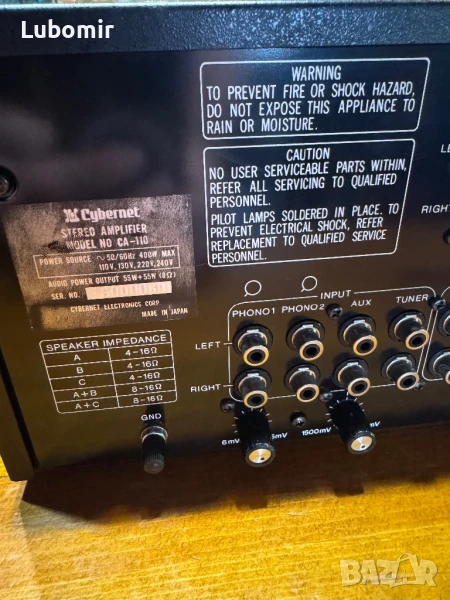 Lubomir
WARNING
TO PREVENT FIRE OR SHOCK HAZARD,
DO NOT EXPOSE THIS APPLIANCE TO
RAIN OR MOISTURE.
CAUTION
NO USER SERVICEABLE PARTS WITHIN,
REFER ALL SERVICING TO QUALIFIED
PERSONNEL.
PILOT LAMPS SOLDERED IN PLACE. TO
PREVENT ELECTRICAL SHOCK, REFER
REPLACEMENT TO QUALIFIED SERVICE
PERSONNEL.
Cybernet
STEREO AMPLIFIER
MODEL NO CA-110
POWER SOURCE ~ 50/60Hz 400W MAX
110V, 130V, 220V, 240V
AUDIO POWER OUTPUT 55W+55W (8Ω)
SER. NO.
CYBERNET ELECTRONICS CORP.
MADE IN JAPAN
SPEAKER IMPEDANCE
A 4-16Ω
B 4-16Ω
C 4-16Ω
A+B 8-16Ω
A+C 8-16Ω
GND
INPUT
PHONO1 PHONO2 AUX TUNER
LEFT
RIGHT
6mV
1500mV
RIGHT
BAZAR